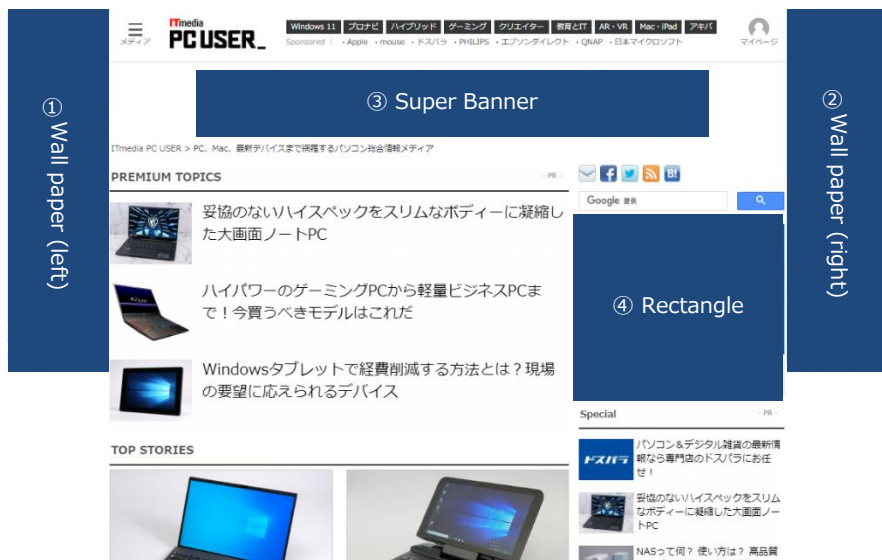 メディア
ITmedia
PC USER_
Windows 11 プロナビ ハイブリッド ゲーミング クリエイター 教育とIT AR・VR Mac・iPad アキバ
Sponsored | ・Apple ・mouse ・ドスパラ ・PHILIPS ・エプソンダイレクト ・QNAP ・日本マイクロソフト
マイページ
① Wall paper (left)
② Wall paper (right)
③ Super Banner
ITmedia PC USER > PC、Mac、最新デバイスまで網羅するパソコン総合情報メディア
PREMIUM TOPICS
- PR -
妥協のないハイスペックをスリムなボディーに凝縮し
た大画面ノートPC
ハイパワーのゲーミングPCから軽量ビジネスPCま
で！今買うべきモデルはこれだ
Windowsタブレットで経費削減する方法とは？現場
の要望に応えられるデバイス
TOP STORIES
f
B!
Google 提供
④ Rectangle
Special
- PR -
ドスパラ
パソコン＆デジタル雑貨の最新情
報なら専門店のドスパラにお任
せ！
妥協のないハイスペックをスリム
なボディーに凝縮した大画面ノー
トPC
NASって何？ 使い方は？ 高品質